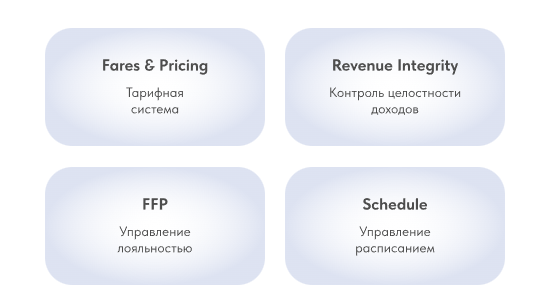 Fares & Pricing
Тарифная
система
Revenue Integrity
Контроль целостности
доходов
FFP
Управление
лояльностью
Schedule
Управление
расписанием